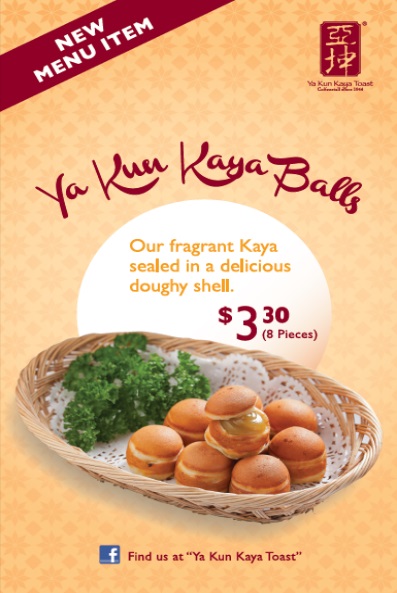 NEW
MENU ITEM
亞
坤
®
Ya Kun Kaya Toast
Ya Kun Kaya Balls
Our fragrant Kaya
sealed in a delicious
doughy shell.
$3.30
(8 Pieces)
f Find us at “Ya Kun Kaya Toast”